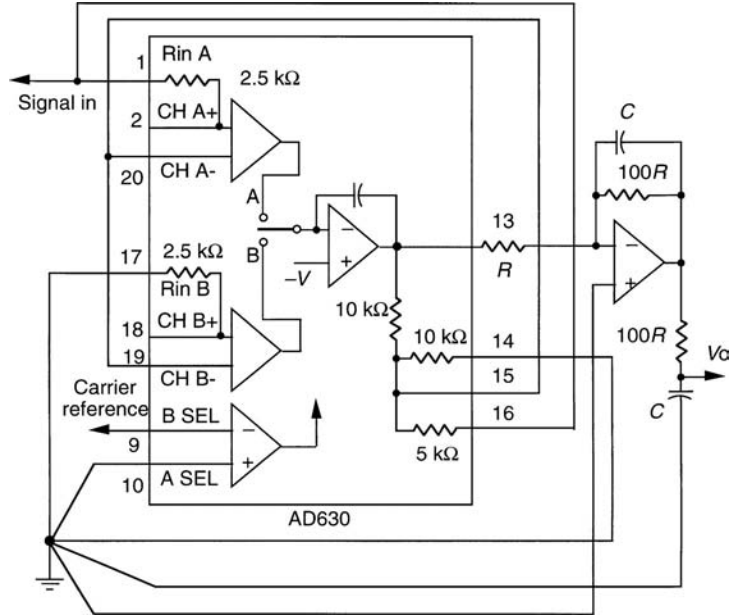 1
Rin A
2.5 kΩ
Signal in
2
CH A+
20
CH A-
C
100R
A
B
13
R
17
2.5 kΩ
Rin B
−V
−
+
−
+
18
CH B+
10 kΩ
10 kΩ
14
100R
19
CH B-
15
Vo
Carrier
reference
B SEL
16
C
9
−
+
5 kΩ
10
A SEL
AD630